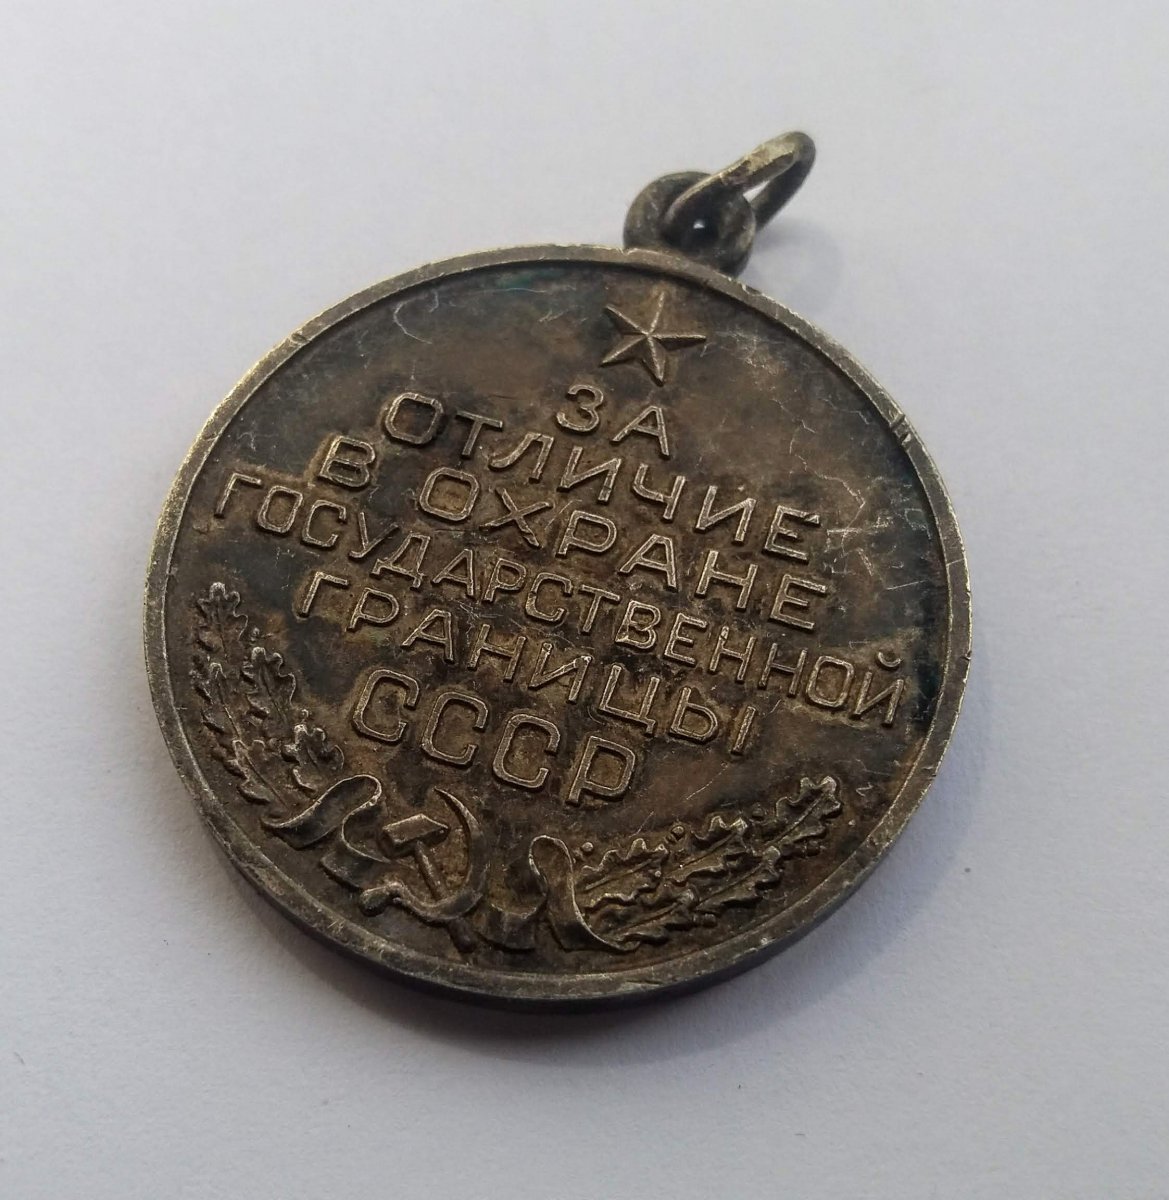 ЗА
ОТЛИЧИЕ
В ОХРАНЕ
ГОСУДАРСТВЕННОЙ
ГРАНИЦЫ
СССР